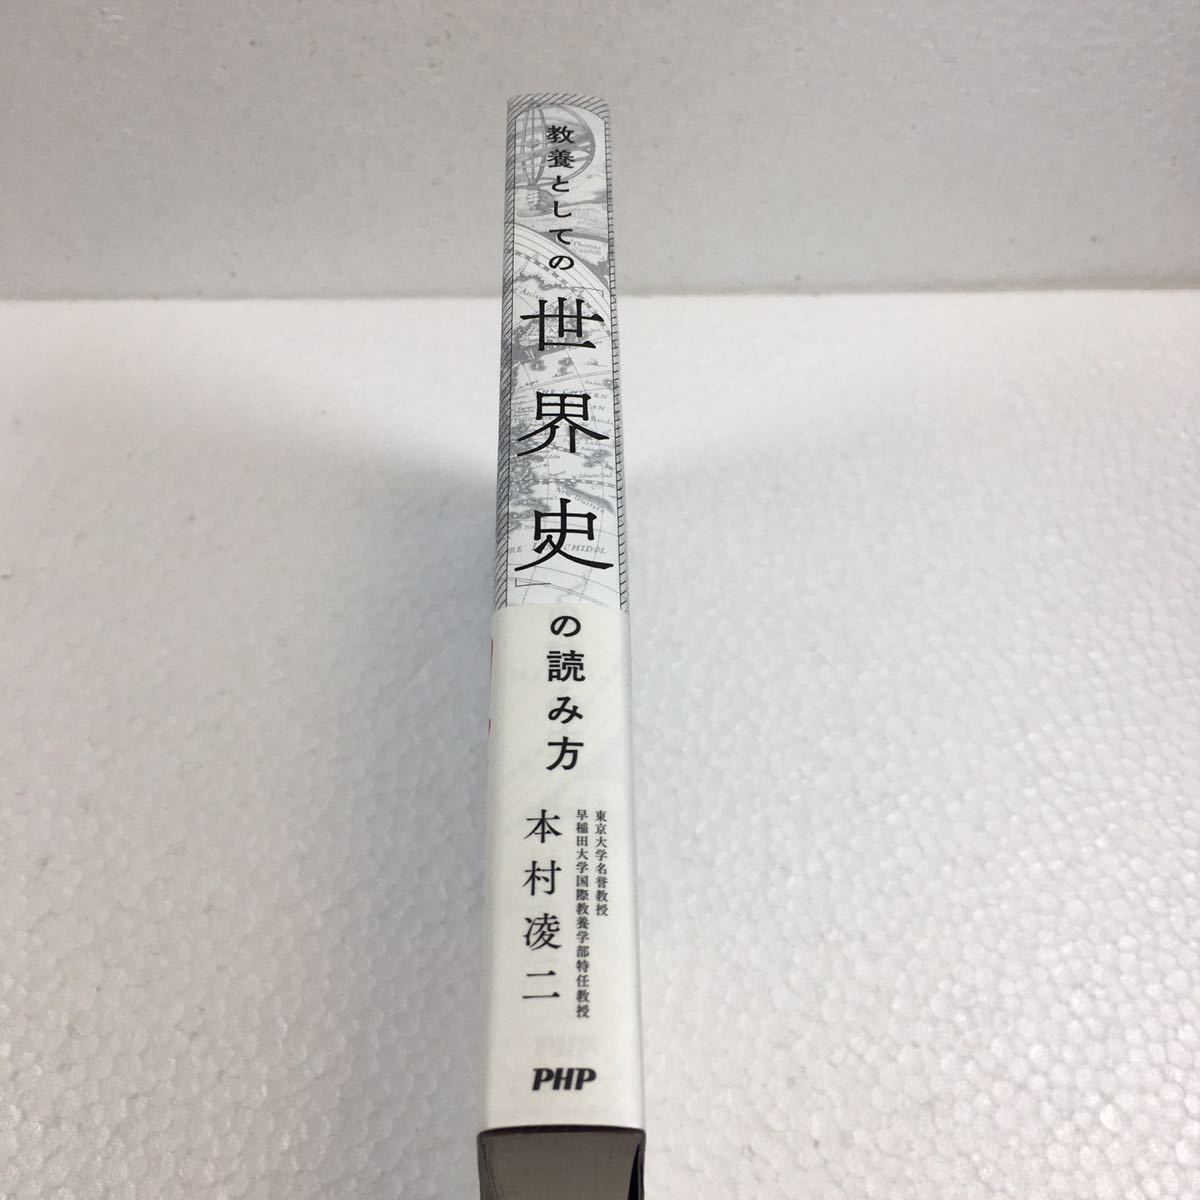 教養としての
「世界史」
の読み方
東京大学名誉教授
早稲田大学国際教養学部特任教授
本村凌二
PHP
Thomas